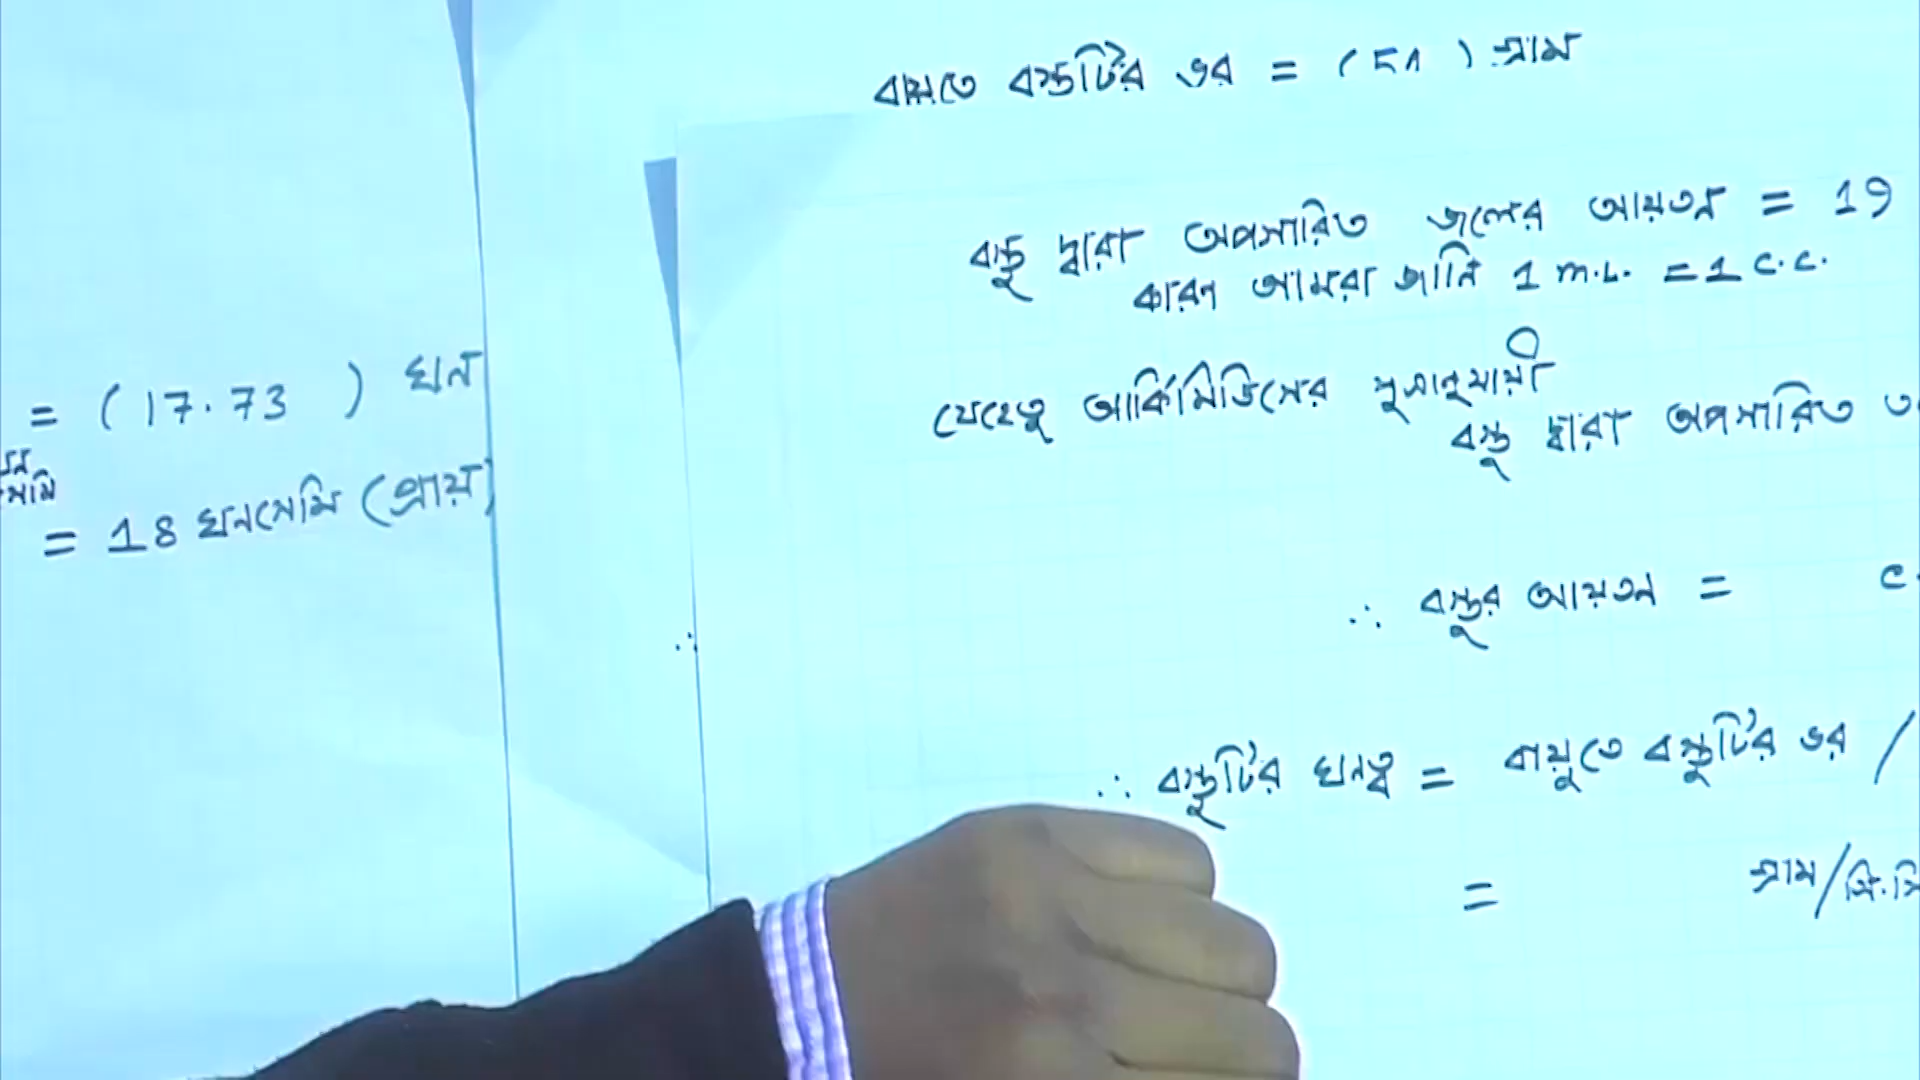 = (17.73 ) ঘন
= 18 ঘনসেমি (প্রায়)
বায়ুতে বস্তুটির ভর = ( ) গ্রাম
বস্তু দ্বারা অপসারিত জলের আয়তন = 19
কারণ আমরা জানি 1 m.L. = 1 c.c.
যেহেতু আর্কিমিডিসের সূত্রানুযায়ী
বস্তু দ্বারা অপসারিত
∴ বস্তুর আয়তন = c.
∴ বস্তুটির ঘনত্ব = বায়ুতে বস্তুটির ভর /
= গ্রাম/সি.সি